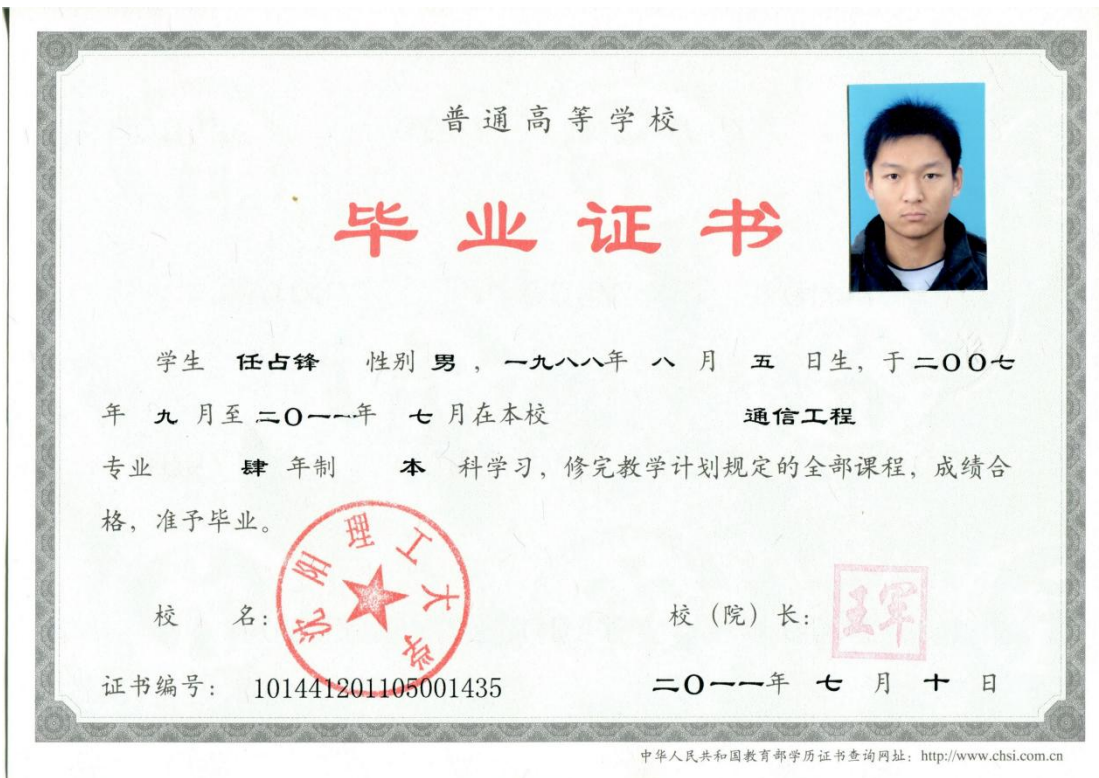 普通高等学校
毕业证书
学生 任占锋 性别 男 ，一九八八年 八 月 五 日生，于二〇〇七
年 九 月至 二〇一一年 七 月在本校 通信工程
专业 肆 年制 本 科学习，修完教学计划规定的全部课程，成绩合
格，准予毕业。
沈阳理工大学
校 名： 校（院）长： 王军
证书编号： 101441201105001435 二〇一一年 七 月 十 日
中华人民共和国教育部学历证书查询网址：http://www.chsi.com.cn